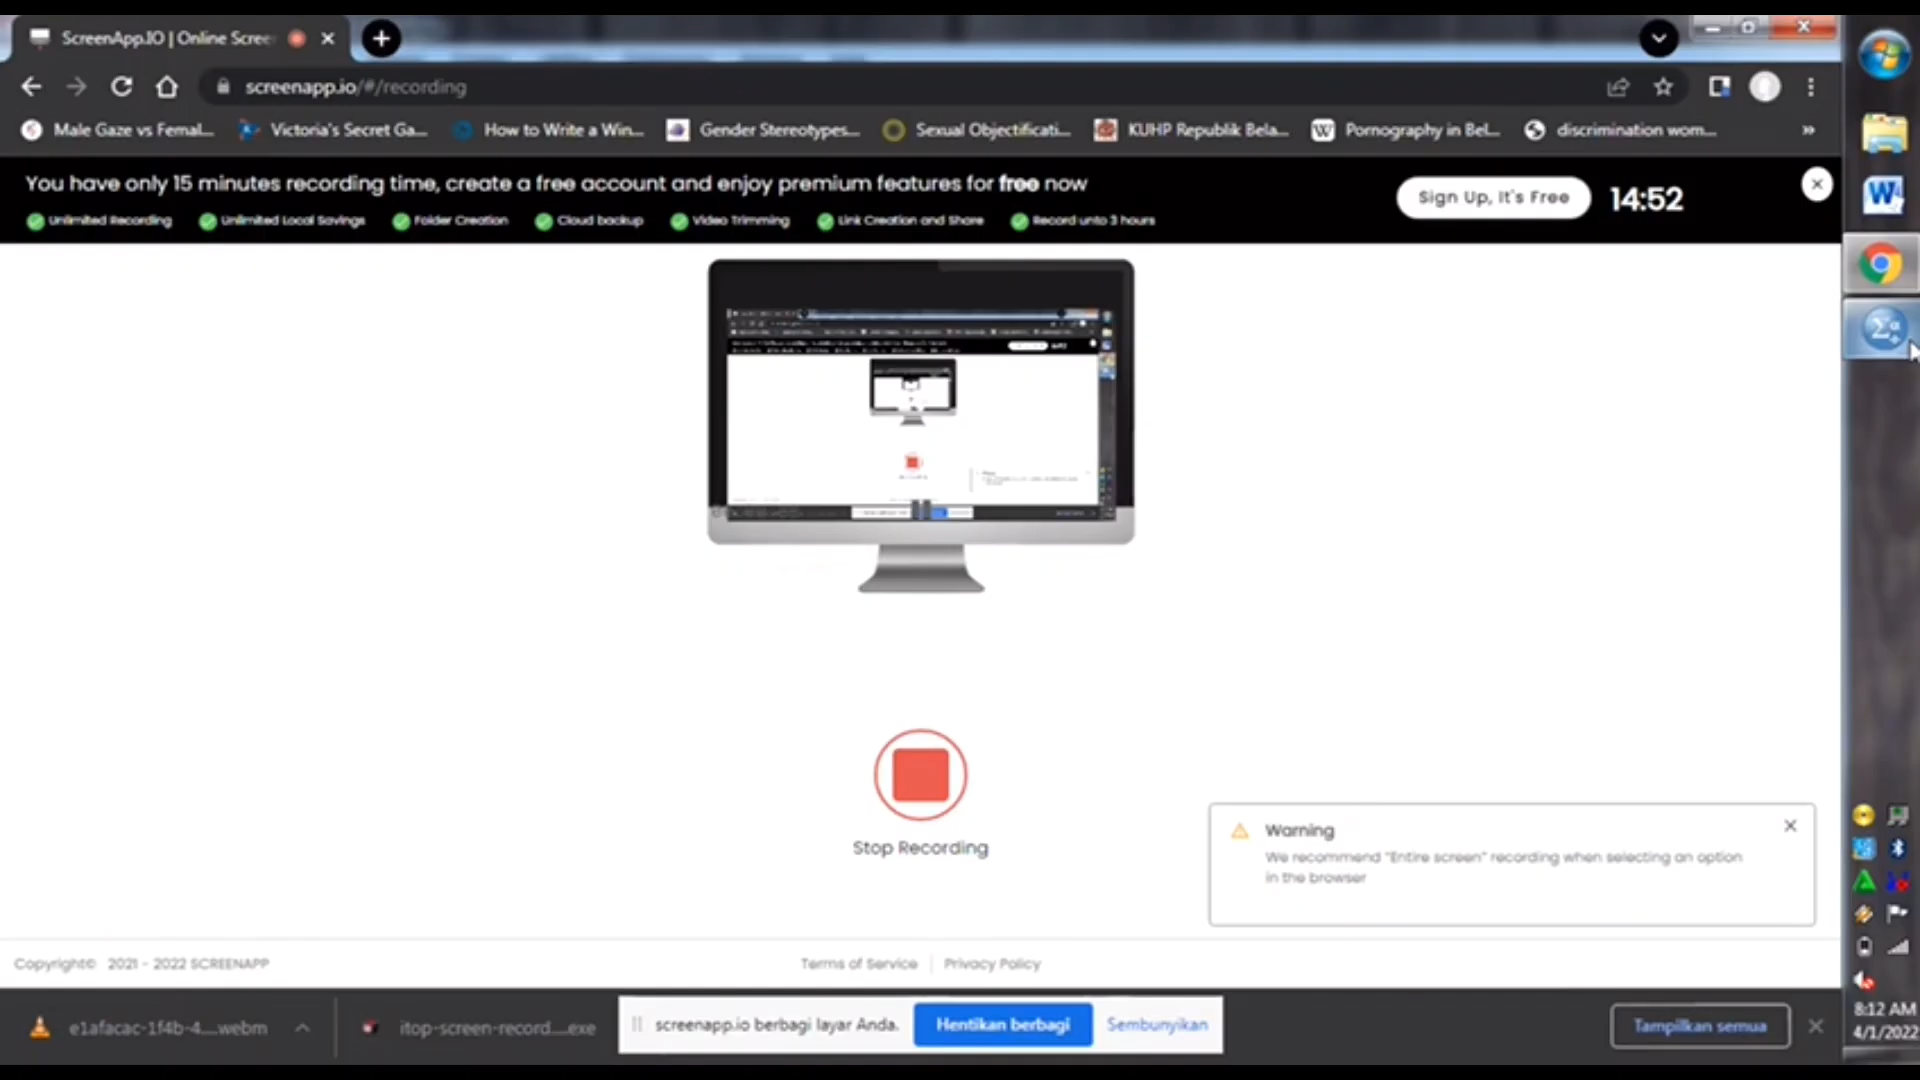 ScreenApp.IO | Online Scree
screenapp.io/#/recording
Male Gaze vs Femal... Victoria's Secret Ga... How to Write a Win... Gender Stereotypes... Sexual Objectificati... KUHP Republik Bela... Pornography in Bel... discrimination wom... »
You have only 15 minutes recording time, create a free account and enjoy premium features for free now
Unlimited Recording Unlimited Local Savings Folder Creation Cloud backup Video Trimming Link Creation and Share Record unto 3 hours
Sign Up, It's Free 14:52
Stop Recording
Warning
We recommend "Entire screen" recording when selecting an option
in the browser
Copyright© 2021 - 2022 SCREENAPP
Terms of Service Privacy Policy
e1afacac-1f4b-4....webm itop-screen-record....exe
screenapp.io berbagi layar Anda. Hentikan berbagi Sembunyikan
Tampilkan semua
8:12 AM
4/1/2022